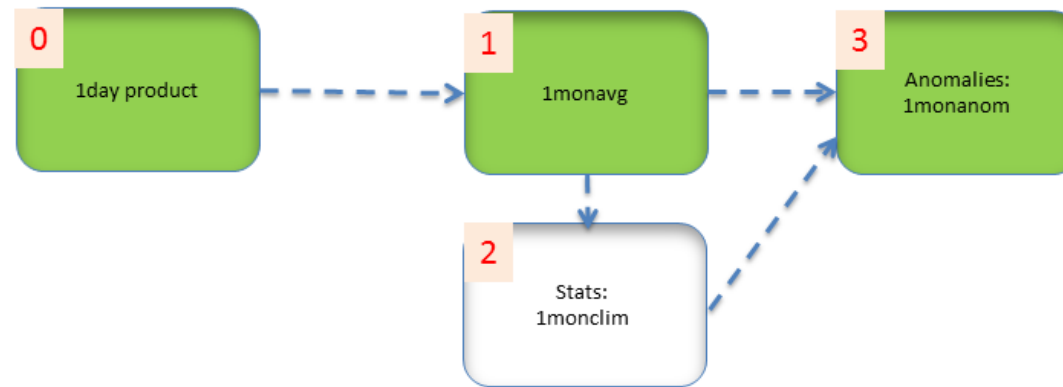 0
1day product
1
1monavg
3
Anomalies:
1monanom
2
Stats:
1monclim